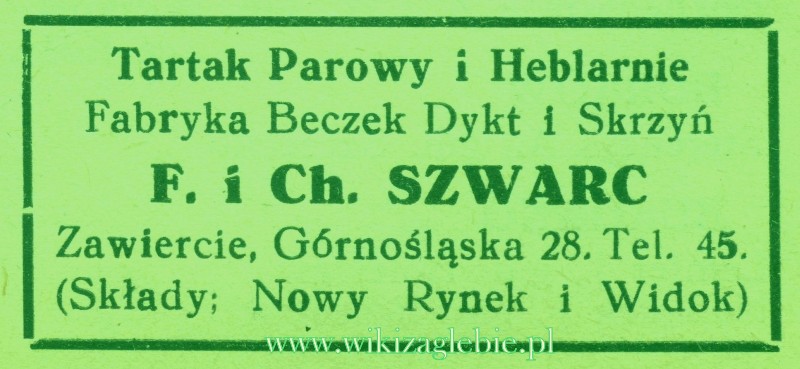 Tartak Parowy i Heblarnie
Fabryka Beczek Dykt i Skrzyń
F. i Ch. SZWARC
Zawiercie, Górnośląska 28. Tel. 45.
(Składy; Nowy Rynek i Widok)
www.wikizaglebie.pl